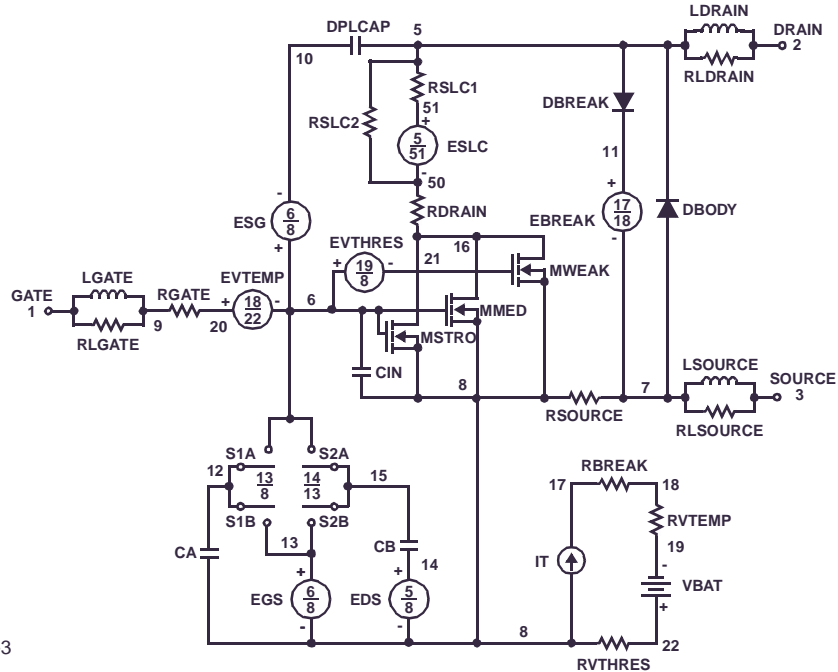 LDRAIN
DPLCAP
5
DRAIN
2
10
RLDRAIN
RSLC1
51
DBREAK
RSLC2
+
5
51
ESLC
-
50
11
-
+
ESG
6
8
+
RDRAIN
EBREAK
17
18
-
DBODY
EVTHRES
16
21
+
19
8
-
MWEAK
LGATE
EVTEMP
GATE
1
RGATE
+
18
22
-
6
MMED
9
20
MSTRO
RLGATE
CIN
8
LSOURCE
7
SOURCE
3
RSOURCE
RLSOURCE
S1A
S2A
12
13
8
14
13
15
S1B
S2B
RBREAK
17
18
13
RVTEMP
CA
CB
14
19
IT
-
+
+
VBAT
EGS
6
8
EDS
5
8
+
-
-
8
22
RVTHRES
3